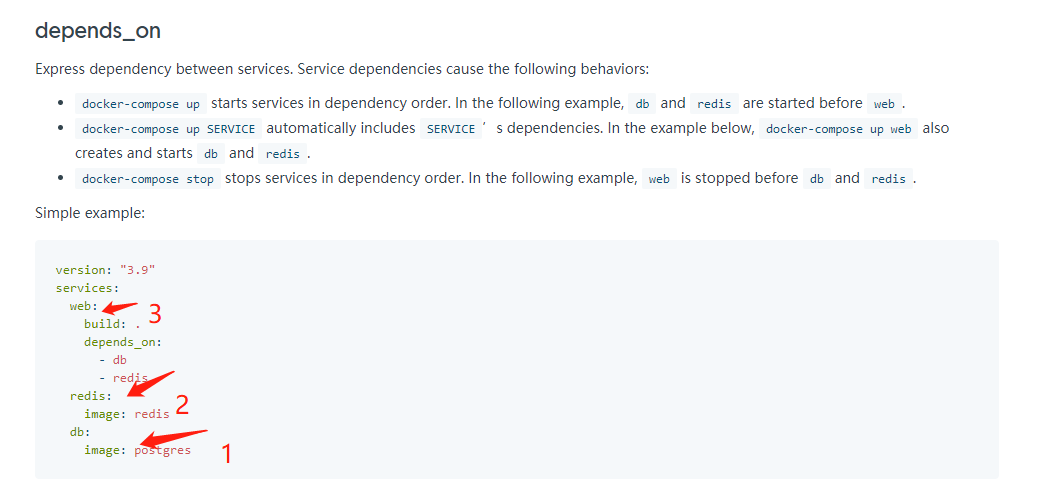 depends_on
Express dependency between services. Service dependencies cause the following behaviors:
• docker-compose up starts services in dependency order. In the following example, db and redis are started before web .
• docker-compose up SERVICE automatically includes SERVICE ’s dependencies. In the example below, docker-compose up web also
creates and starts db and redis .
• docker-compose stop stops services in dependency order. In the following example, web is stopped before db and redis .
Simple example:
version: "3.9"
services:
  web: 3
    build: .
    depends_on:
      - db
      - redis
  redis:
    image: redis 2
  db:
    image: postgres 1